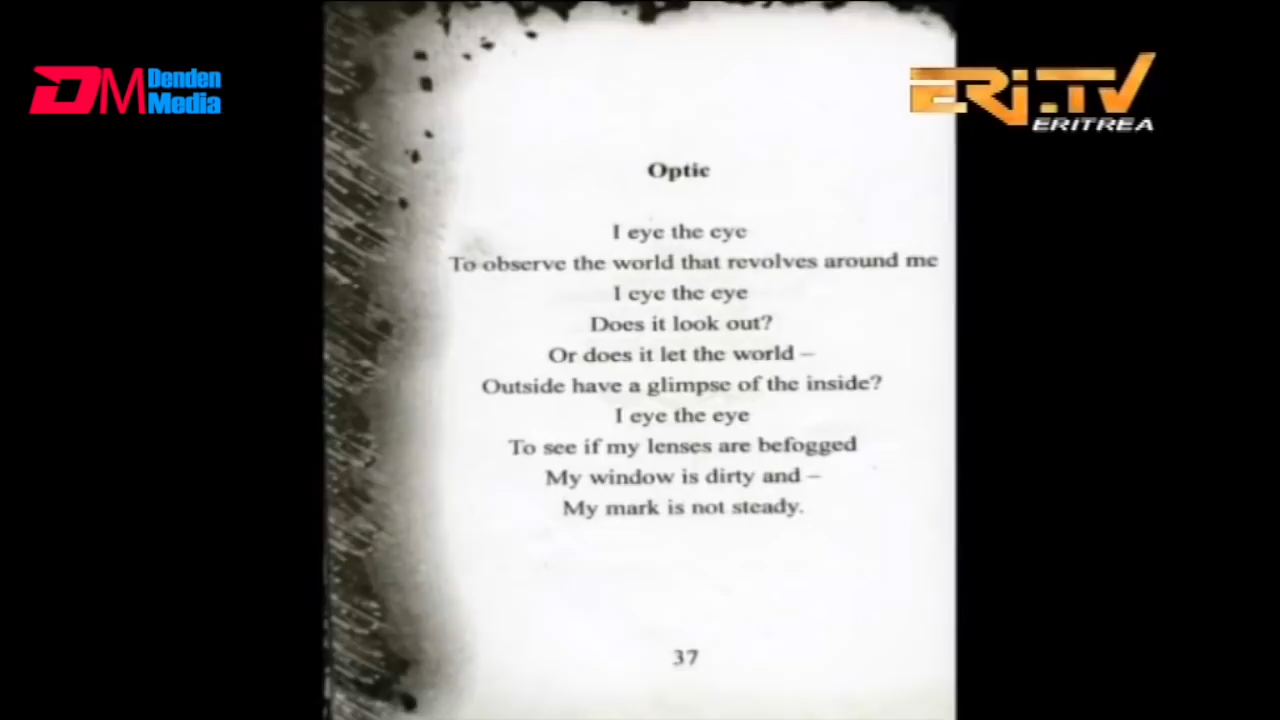 DM Denden Media
ERi.TV
ERITREA
Optic
I eye the eye
To observe the world that revolves around me
I eye the eye
Does it look out?
Or does it let the world –
Outside have a glimpse of the inside?
I eye the eye
To see if my lenses are befogged
My window is dirty and –
My mark is not steady.
37